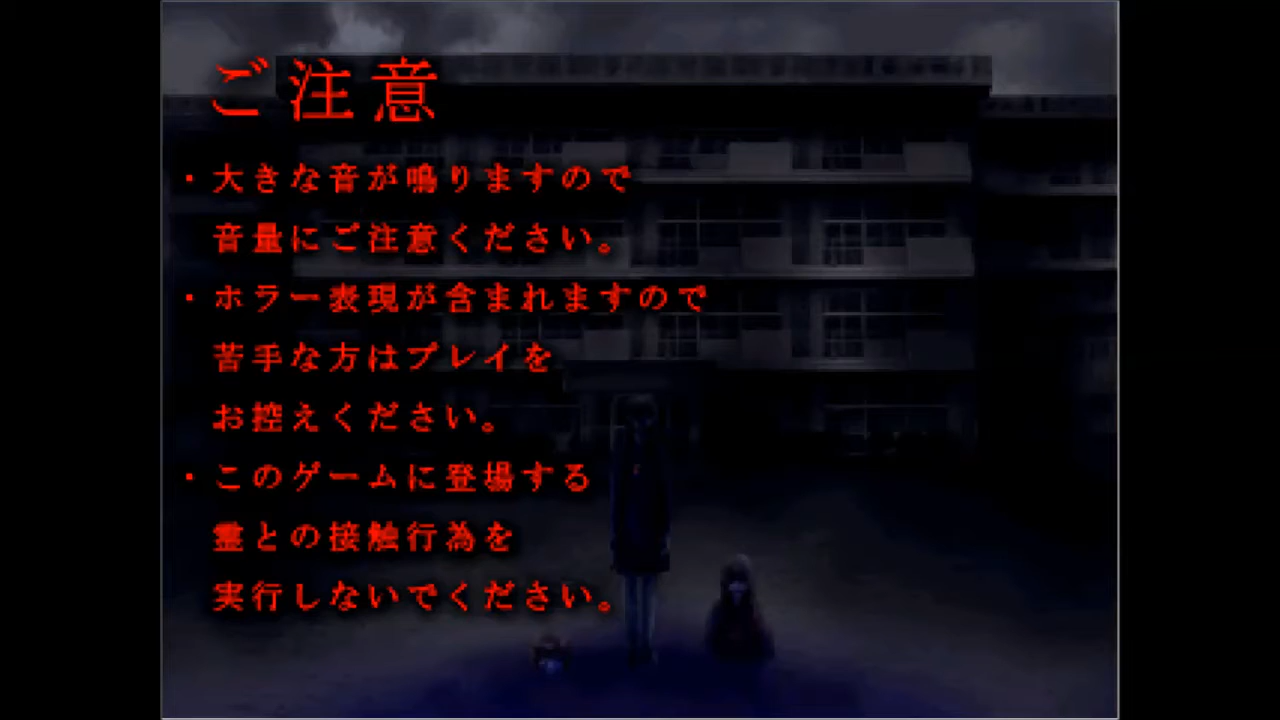 ご注意
・大きな音が鳴りますので
音量にご注意ください。
・ホラー表現が含まれますので
苦手な方はプレイを
お控えください。
・このゲームに登場する
霊との接触行為を
実行しないでください。